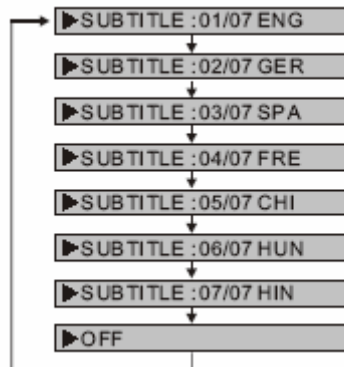 ▶SUBTITLE :01/07 ENG
▶SUBTITLE :02/07 GER
▶SUBTITLE :03/07 SPA
▶SUBTITLE :04/07 FRE
▶SUBTITLE :05/07 CHI
▶SUBTITLE :06/07 HUN
▶SUBTITLE :07/07 HIN
▶OFF